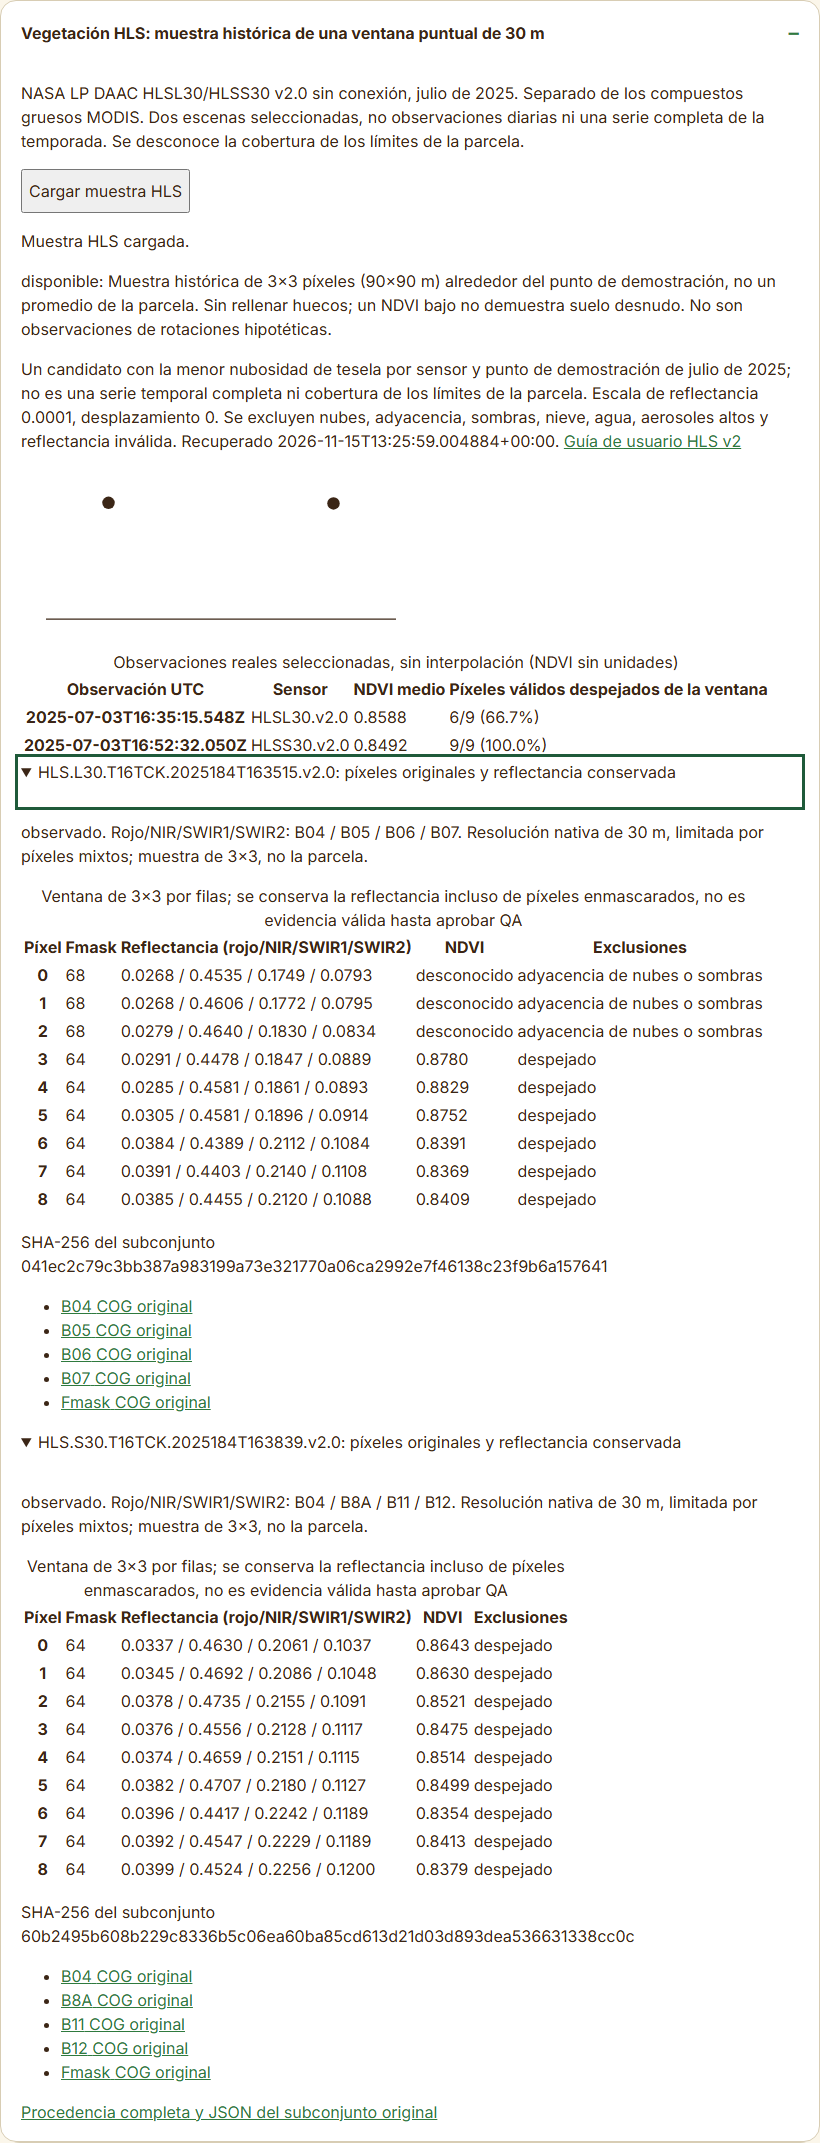 Vegetación HLS: muestra histórica de una ventana puntual de 30 m
NASA LP DAAC HLSL30/HLSS30 v2.0 sin conexión, julio de 2025. Separado de los compuestos
gruesos MODIS. Dos escenas seleccionadas, no observaciones diarias ni una serie completa de la
temporada. Se desconoce la cobertura de los límites de la parcela.
Cargar muestra HLS
Muestra HLS cargada.
disponible: Muestra histórica de 3×3 píxeles (90×90 m) alrededor del punto de demostración, no un
promedio de la parcela. Sin rellenar huecos; un NDVI bajo no demuestra suelo desnudo. No son
observaciones de rotaciones hipotéticas.
Un candidato con la menor nubosidad de tesela por sensor y punto de demostración de julio de 2025;
no es una serie temporal completa ni cobertura de los límites de la parcela. Escala de reflectancia
0.0001, desplazamiento 0. Se excluyen nubes, adyacencia, sombras, nieve, agua, aerosoles altos y
reflectancia inválida. Recuperado 2026-11-15T13:25:59.004884+00:00. Guía de usuario HLS v2
Observaciones reales seleccionadas, sin interpolación (NDVI sin unidades)
Observación UTC Sensor NDVI medio Píxeles válidos despejados de la ventana
2025-07-03T16:35:15.548Z HLSL30.v2.0 0.8588 6/9 (66.7%)
2025-07-03T16:52:32.050Z HLSS30.v2.0 0.8492 9/9 (100.0%)
▼ HLS.L30.T16TCK.2025184T163515.v2.0: píxeles originales y reflectancia conservada
observado. Rojo/NIR/SWIR1/SWIR2: B04 / B05 / B06 / B07. Resolución nativa de 30 m, limitada por
píxeles mixtos; muestra de 3×3, no la parcela.
Ventana de 3×3 por filas; se conserva la reflectancia incluso de píxeles enmascarados, no es
evidencia válida hasta aprobar QA
Píxel Fmask Reflectancia (rojo/NIR/SWIR1/SWIR2) NDVI Exclusiones
0 68 0.0268 / 0.4535 / 0.1749 / 0.0793 desconocido adyacencia de nubes o sombras
1 68 0.0268 / 0.4606 / 0.1772 / 0.0795 desconocido adyacencia de nubes o sombras
2 68 0.0279 / 0.4640 / 0.1830 / 0.0834 desconocido adyacencia de nubes o sombras
3 64 0.0291 / 0.4478 / 0.1847 / 0.0889 0.8780 despejado
4 64 0.0285 / 0.4581 / 0.1861 / 0.0893 0.8829 despejado
5 64 0.0305 / 0.4581 / 0.1896 / 0.0914 0.8752 despejado
6 64 0.0384 / 0.4389 / 0.2112 / 0.1084 0.8391 despejado
7 64 0.0391 / 0.4403 / 0.2140 / 0.1108 0.8369 despejado
8 64 0.0385 / 0.4455 / 0.2120 / 0.1088 0.8409 despejado
SHA-256 del subconjunto
041ec2c79c3bb387a983199a73e321770a06ca2992e7f46138c23f9b6a157641
• B04 COG original
• B05 COG original
• B06 COG original
• B07 COG original
• Fmask COG original
▼ HLS.S30.T16TCK.2025184T163839.v2.0: píxeles originales y reflectancia conservada
observado. Rojo/NIR/SWIR1/SWIR2: B04 / B8A / B11 / B12. Resolución nativa de 30 m, limitada por
píxeles mixtos; muestra de 3×3, no la parcela.
Ventana de 3×3 por filas; se conserva la reflectancia incluso de píxeles
enmascarados, no es evidencia válida hasta aprobar QA
Píxel Fmask Reflectancia (rojo/NIR/SWIR1/SWIR2) NDVI Exclusiones
0 64 0.0337 / 0.4630 / 0.2061 / 0.1037 0.8643 despejado
1 64 0.0345 / 0.4692 / 0.2086 / 0.1048 0.8630 despejado
2 64 0.0378 / 0.4735 / 0.2155 / 0.1091 0.8521 despejado
3 64 0.0376 / 0.4556 / 0.2128 / 0.1117 0.8475 despejado
4 64 0.0374 / 0.4659 / 0.2151 / 0.1115 0.8514 despejado
5 64 0.0382 / 0.4707 / 0.2180 / 0.1127 0.8499 despejado
6 64 0.0396 / 0.4417 / 0.2242 / 0.1189 0.8354 despejado
7 64 0.0392 / 0.4547 / 0.2229 / 0.1189 0.8413 despejado
8 64 0.0399 / 0.4524 / 0.2256 / 0.1200 0.8379 despejado
SHA-256 del subconjunto
60b2495b608b229c8336b5c06ea60ba85cd613d21d03d893dea536631338cc0c
• B04 COG original
• B8A COG original
• B11 COG original
• B12 COG original
• Fmask COG original
Procedencia completa y JSON del subconjunto original